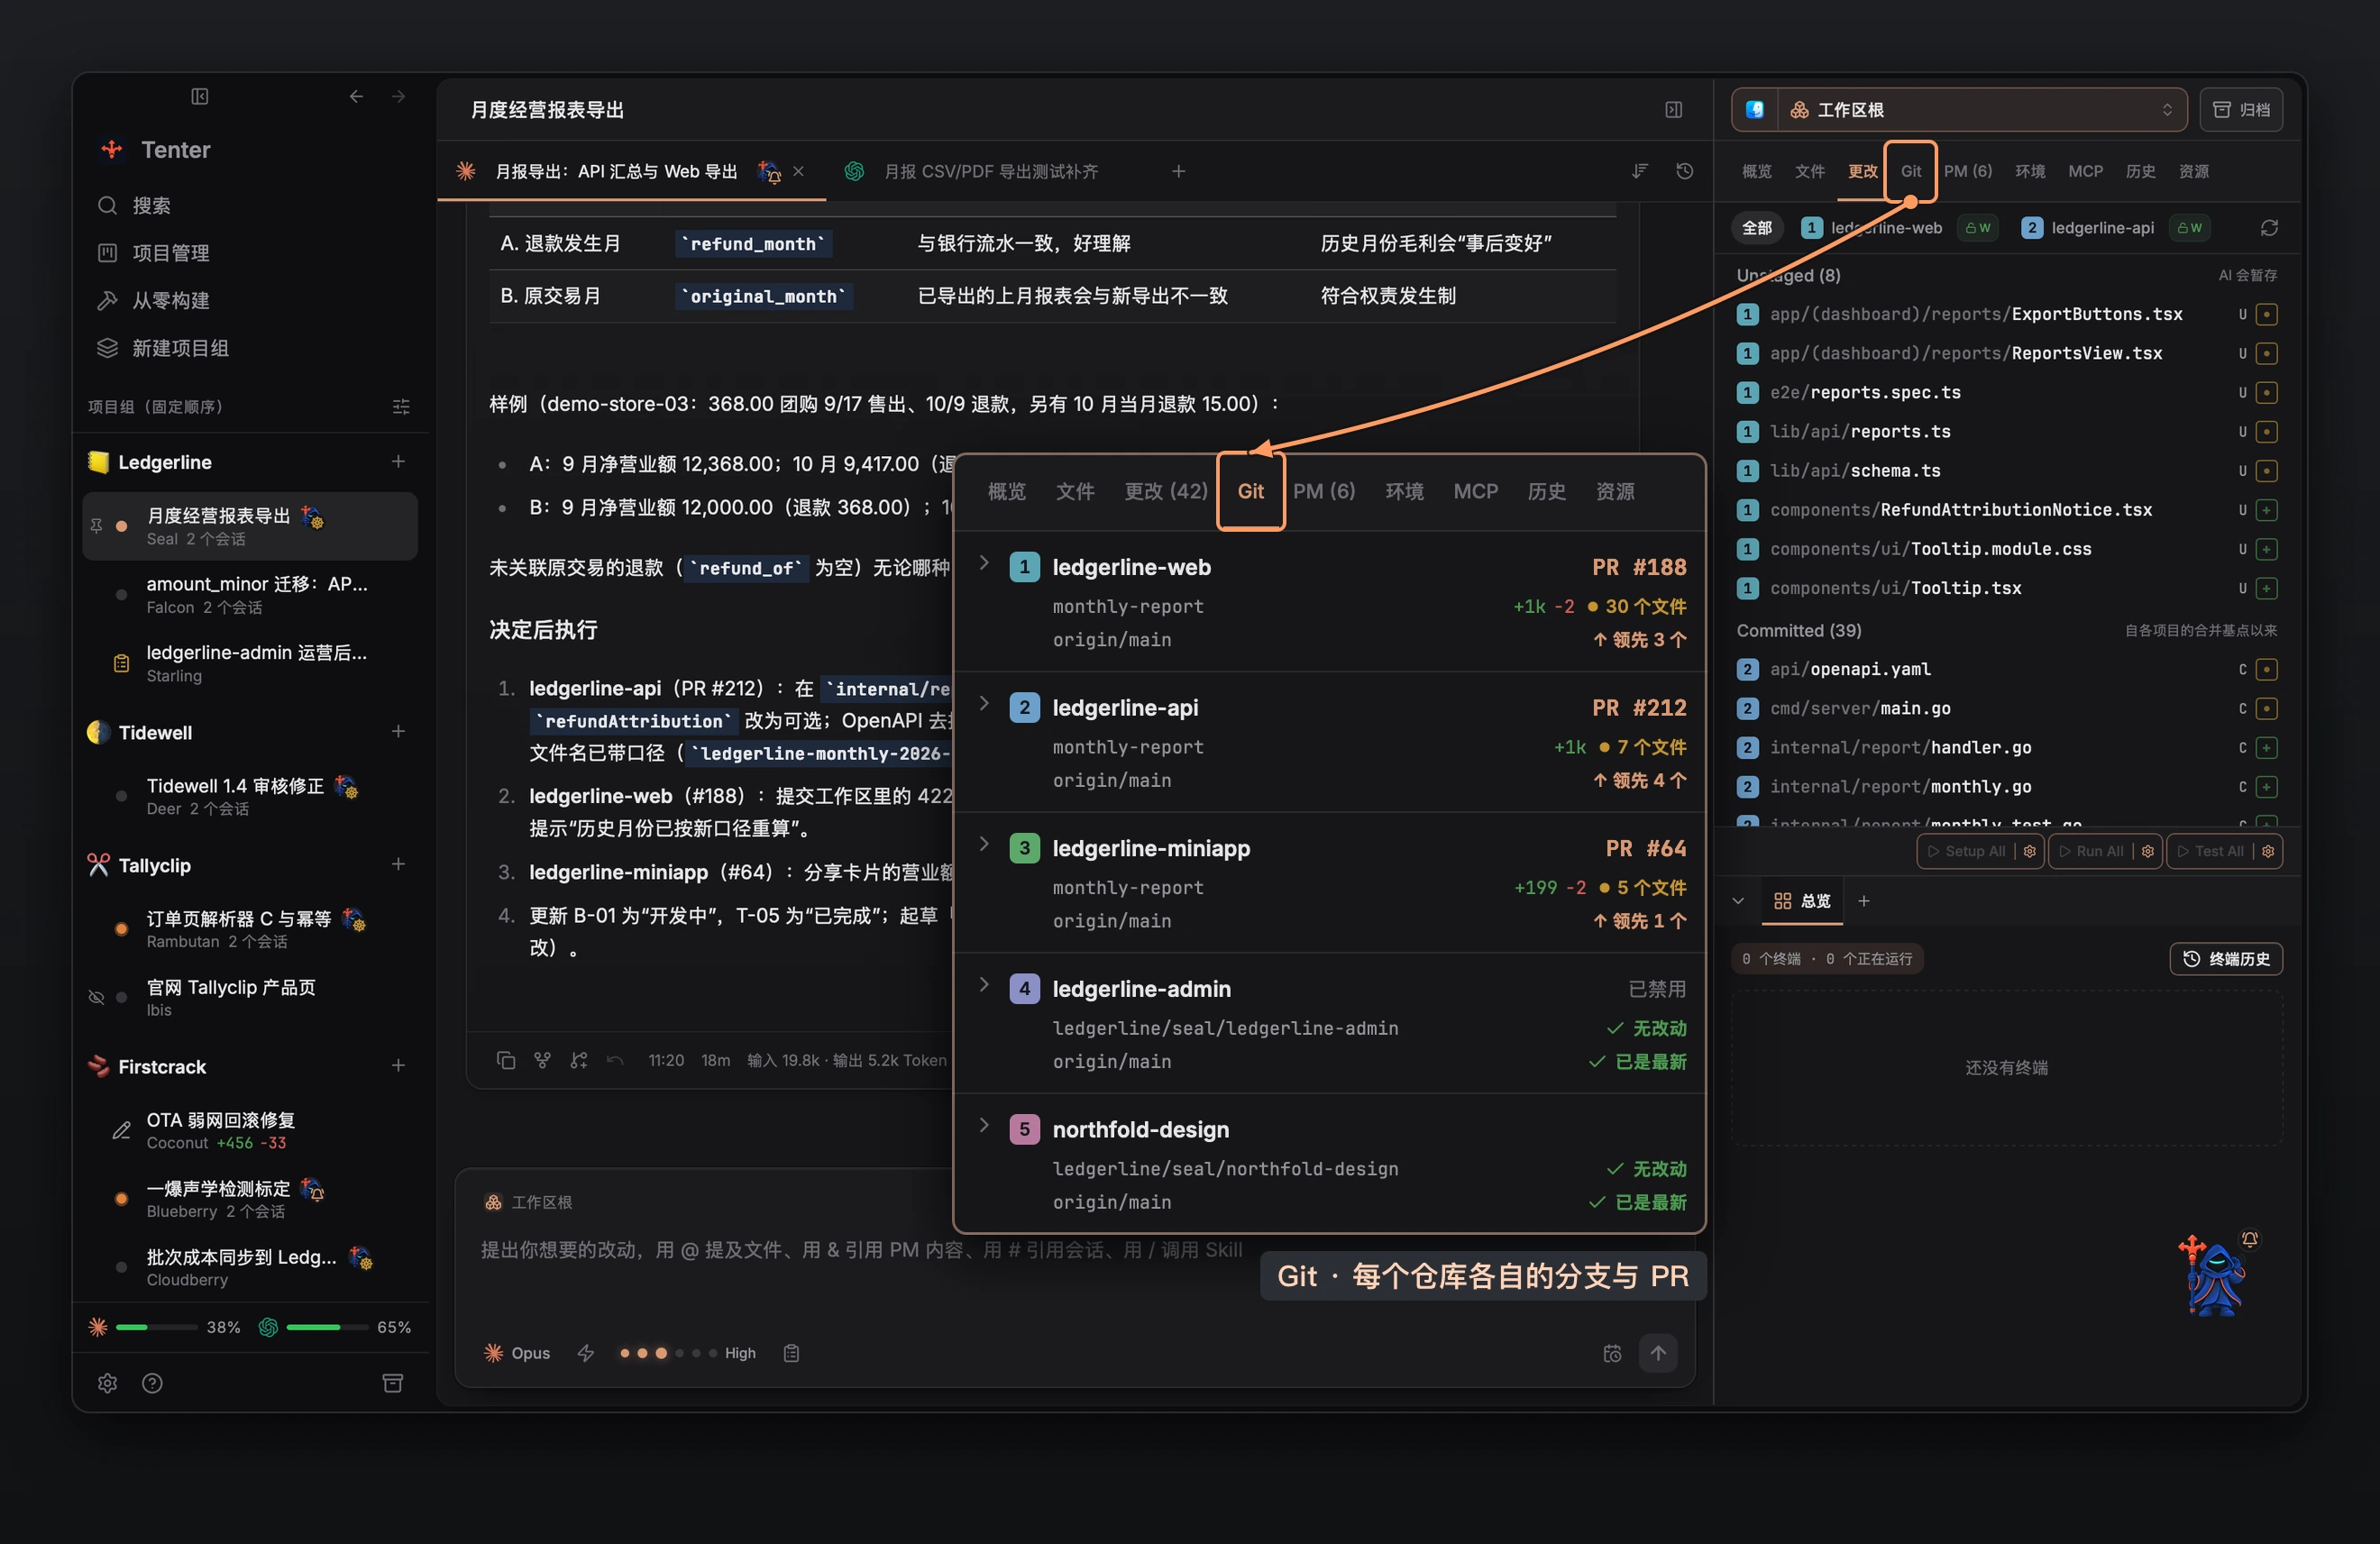 Tenter
搜索
项目管理
从零构建
新建项目组
项目组（固定顺序）
Ledgerline
月度经营报表导出
Seal 2 个会话
amount_minor 迁移：AP...
Falcon 2 个会话
ledgerline-admin 运营后...
Starling
Tidewell
Tidewell 1.4 审核修正
Deer 2 个会话
Tallyclip
订单页解析器 C 与幂等
Rambutan 2 个会话
官网 Tallyclip 产品页
Ibis
Firstcrack
OTA 弱网回滚修复
Coconut +456 -33
一爆声学检测标定
Blueberry 2 个会话
批次成本同步到 Ledg...
Cloudberry
38% 65%
月度经营报表导出
月报导出：API 汇总与 Web 导出
月报 CSV/PDF 导出测试补齐
A. 退款发生月 `refund_month` 与银行流水一致，好理解 历史月份毛利会“事后变好”
B. 原交易月 `original_month` 已导出的上月报表会与新导出不一致 符合权责发生制
样例（demo-store-03：368.00 团购 9/17 售出、10/9 退款，另有 10 月当月退款 15.00）：
A：9 月净营业额 12,368.00；10 月 9,417.00（退
B：9 月净营业额 12,000.00（退款 368.00）；1
未关联原交易的退款（`refund_of` 为空）无论哪种
决定后执行
1. ledgerline-api（PR #212）：在 `internal/re
`refundAttribution` 改为可选；OpenAPI 去
文件名已带口径（`ledgerline-monthly-2026-
2. ledgerline-web（#188）：提交工作区里的 422
提示“历史月份已按新口径重算”。
3. ledgerline-miniapp（#64）：分享卡片的营业额
4. 更新 B-01 为“开发中”，T-05 为“已完成”；起草「
改）。
11:20 18m 输入 19.8k · 输出 5.2k Token
工作区根
提出你想要的改动，用 @ 提及文件、用 & 引用 PM 内容、用 # 引用会话、用 / 调用 Skill
Opus High
概览 文件 更改 (42) Git PM (6) 环境 MCP 历史 资源
1 ledgerline-web PR #188
monthly-report +1k -2 30 个文件
origin/main ↑ 领先 3 个
2 ledgerline-api PR #212
monthly-report +1k 7 个文件
origin/main ↑ 领先 4 个
3 ledgerline-miniapp PR #64
monthly-report +199 -2 5 个文件
origin/main ↑ 领先 1 个
4 ledgerline-admin 已禁用
ledgerline/seal/ledgerline-admin 无改动
origin/main 已是最新
5 northfold-design
ledgerline/seal/northfold-design 无改动
origin/main 已是最新
Git · 每个仓库各自的分支与 PR
工作区根 归档
概览 文件 更改 Git PM (6) 环境 MCP 历史 资源
全部 1 ledgerline-web W 2 ledgerline-api W
Unstaged (8) AI 会暂存
1 app/(dashboard)/reports/ExportButtons.tsx U
1 app/(dashboard)/reports/ReportsView.tsx U
1 e2e/reports.spec.ts U
1 lib/api/reports.ts U
1 lib/api/schema.ts U
1 components/RefundAttributionNotice.tsx U
1 components/ui/Tooltip.module.css U
1 components/ui/Tooltip.tsx U
Committed (39) 自各项目的合并基点以来
2 api/openapi.yaml C
2 cmd/server/main.go C
2 internal/report/handler.go C
2 internal/report/monthly.go C
2 internal/report/monthly_test.go C
Setup All Run All Test All
总览
0 个终端 · 0 个正在运行 终端历史
还没有终端